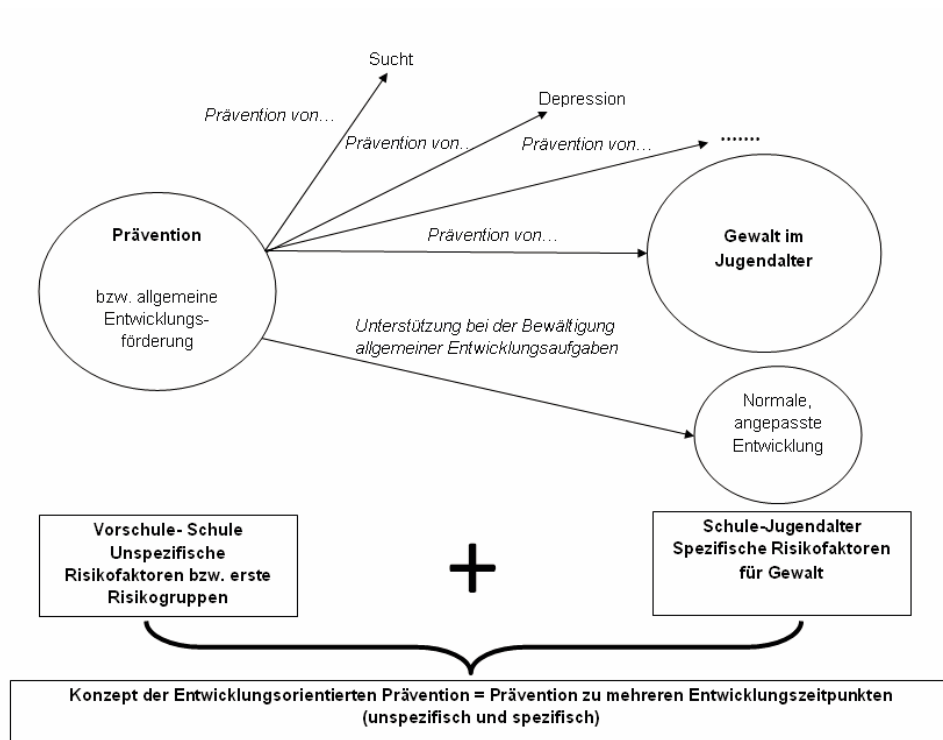 Sucht
Prävention von…
Depression
Prävention von..
Prävention von…
.......
Prävention
bzw. allgemeine
Entwicklungs-
förderung
Prävention von…
Gewalt im
Jugendalter
Unterstützung bei der Bewältigung
allgemeiner Entwicklungsaufgaben
Normale,
angepasste
Entwicklung
Vorschule- Schule
Unspezifische
Risikofaktoren bzw. erste
Risikogruppen
+
Schule-Jugendalter
Spezifische Risikofaktoren
für Gewalt
Konzept der Entwicklungsorientierten Prävention = Prävention zu mehreren Entwicklungszeitpunkten
(unspezifisch und spezifisch)